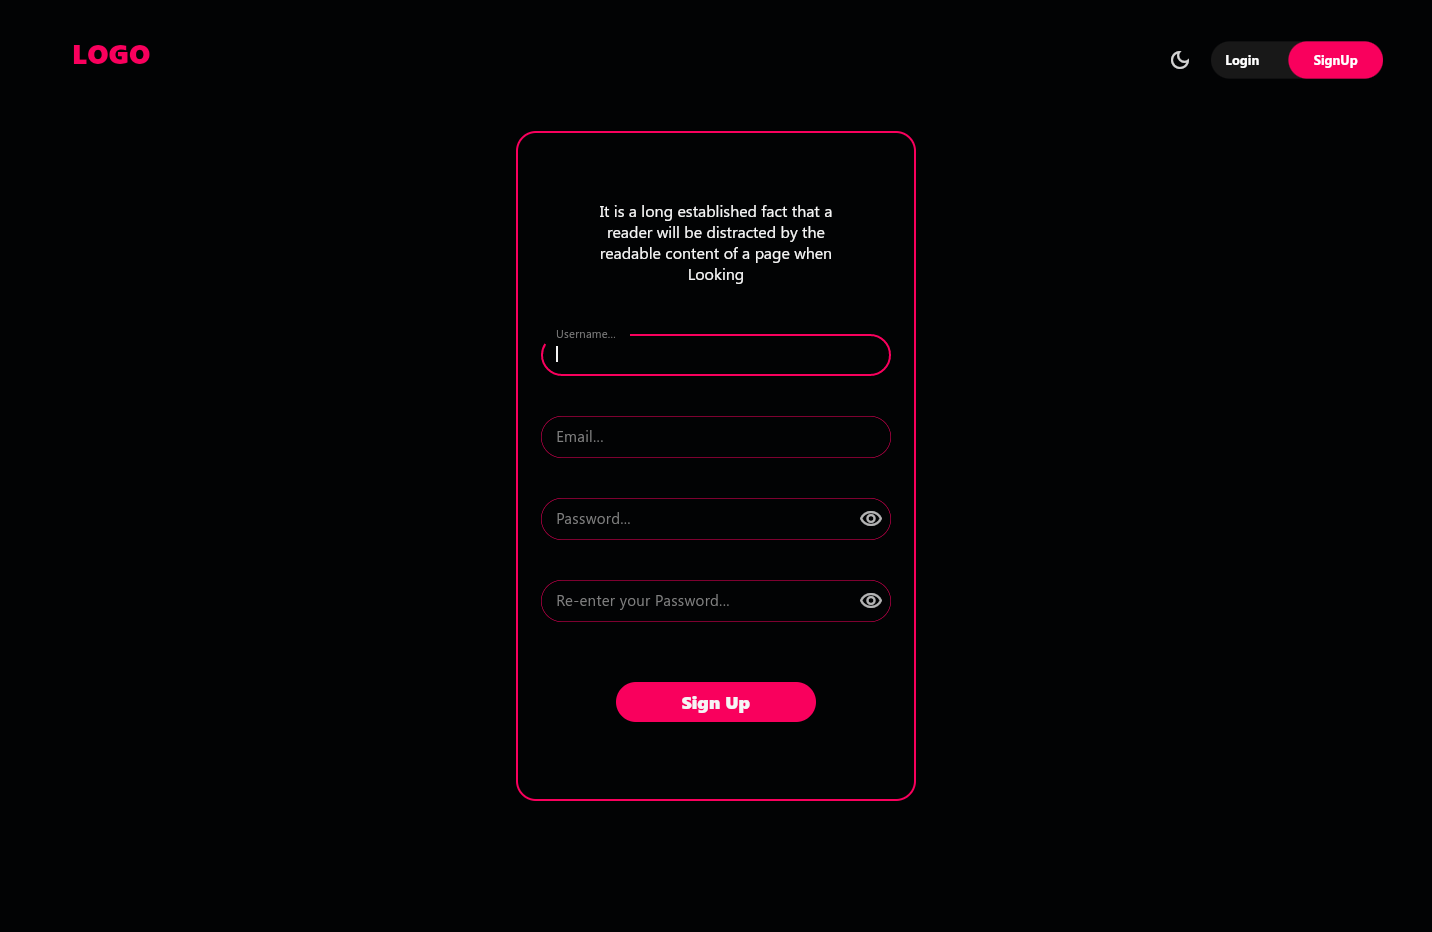 LOGO
Login
SignUp
It is a long established fact that a
reader will be distracted by the
readable content of a page when
Looking
Username...
Email...
Password...
Re-enter your Password...
Sign Up